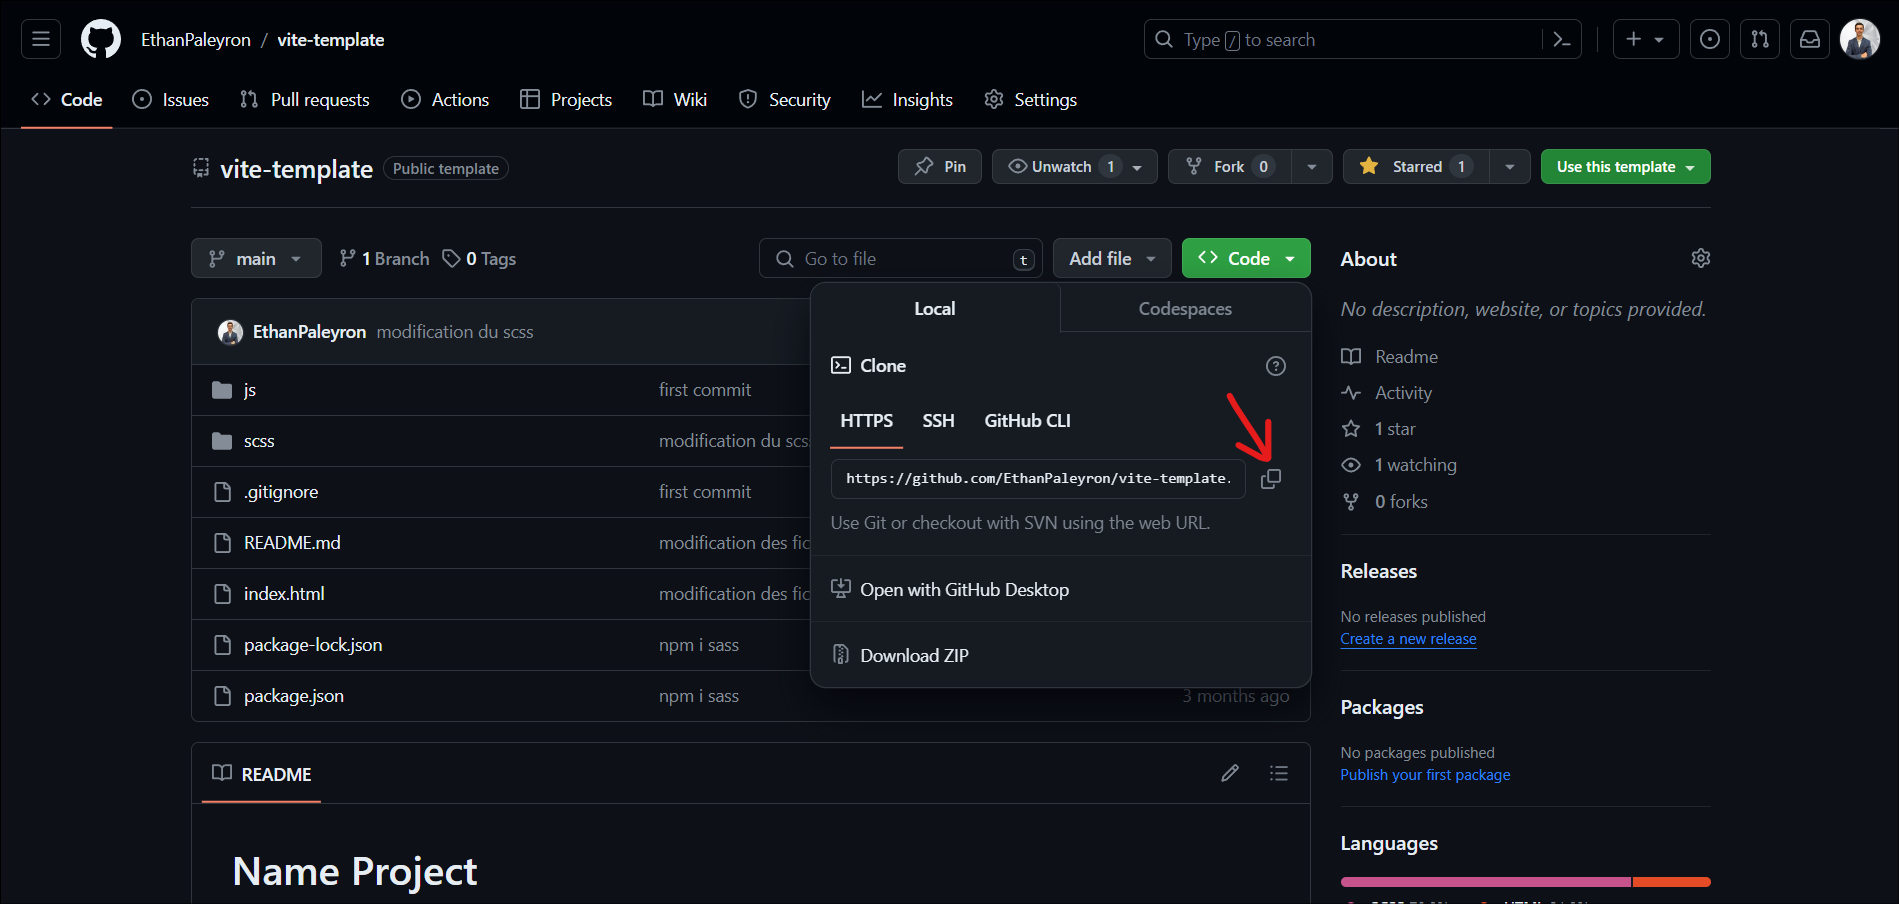 EthanPaleyron / vite-template
Type / to search
Code
Issues
Pull requests
Actions
Projects
Wiki
Security
Insights
Settings
vite-template
Public template
Pin
Unwatch 1
Fork 0
Starred 1
Use this template
main
1 Branch
0 Tags
Go to file
t
Add file
Code
EthanPaleyron modification du scss
js first commit
scss modification du scs
.gitignore first commit
README.md modification des fic
index.html modification des fic
package-lock.json npm i sass
package.json npm i sass 3 months ago
Local
Codespaces
Clone
HTTPS
SSH
GitHub CLI
https://github.com/EthanPaleyron/vite-template.
Use Git or checkout with SVN using the web URL.
Open with GitHub Desktop
Download ZIP
README
Name Project
About
No description, website, or topics provided.
Readme
Activity
1 star
1 watching
0 forks
Releases
No releases published
Create a new release
Packages
No packages published
Publish your first package
Languages